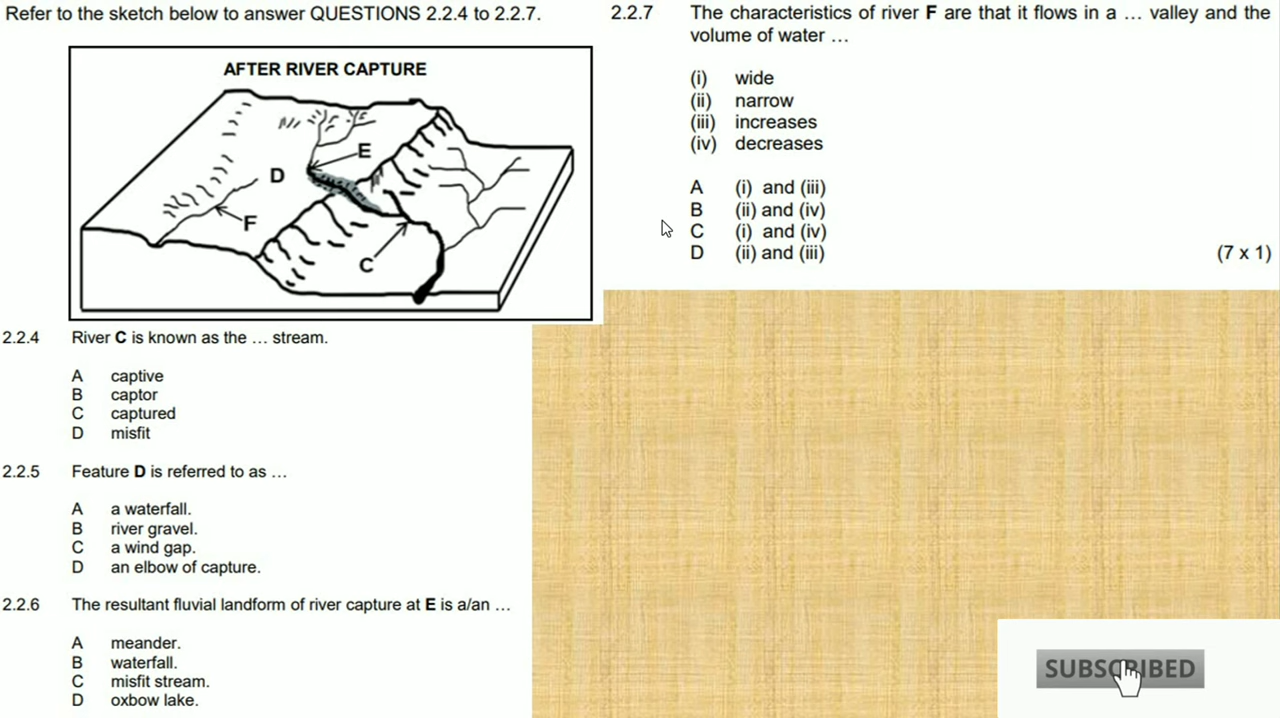 Refer to the sketch below to answer QUESTIONS 2.2.4 to 2.2.7.
AFTER RIVER CAPTURE
E
D
F
C
2.2.4 River C is known as the … stream.
A captive
B captor
C captured
D misfit
2.2.5 Feature D is referred to as …
A a waterfall.
B river gravel.
C a wind gap.
D an elbow of capture.
2.2.6 The resultant fluvial landform of river capture at E is a/an …
A meander.
B waterfall.
C misfit stream.
D oxbow lake.
2.2.7 The characteristics of river F are that it flows in a … valley and the
volume of water …
(i) wide
(ii) narrow
(iii) increases
(iv) decreases
A (i) and (iii)
B (ii) and (iv)
C (i) and (iv)
D (ii) and (iii) (7 x 1)
SUBSCRIBED